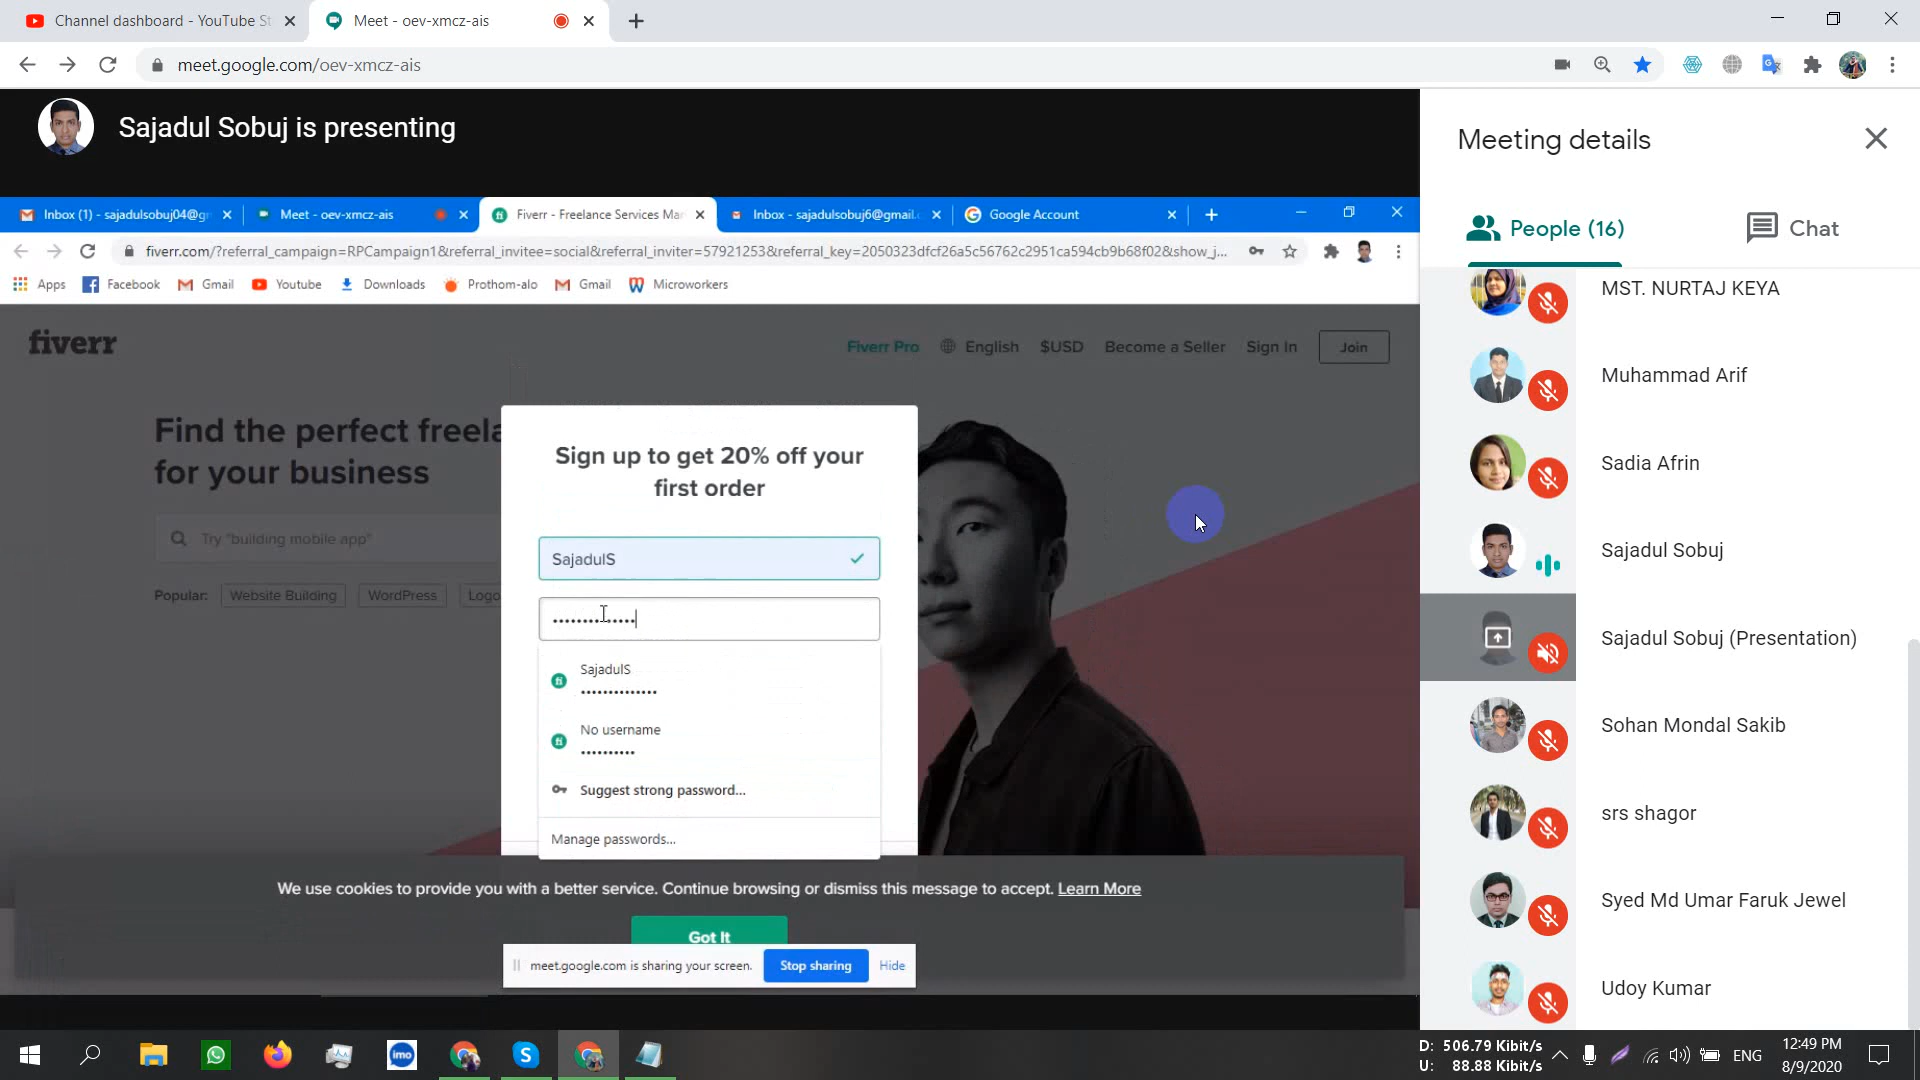 Channel dashboard - YouTube St
Meet - oev-xmcz-ais
meet.google.com/oev-xmcz-ais
Sajadul Sobuj is presenting
Inbox (1) - sajadulsobuj04@gm
Meet - oev-xmcz-ais
Fiverr - Freelance Services Mar
Inbox - sajadulsobuj6@gmail.c
Google Account
fiverr.com/?referral_campaign=RPCampaign1&referral_invitee=social&referral_inviter=57921253&referral_key=2050323dfcf26a5c56762c2951ca594cb9b68f02&show_j...
Apps
Facebook
Gmail
Youtube
Downloads
Prothom-alo
Gmail
Microworkers
fiverr
Fiverr Pro
English
$USD
Become a Seller
Sign In
Join
Find the perfect freela
for your business
Try "building mobile app"
Popular:
Website Building
WordPress
Logo
Sign up to get 20% off your
first order
SajadulS
SajadulS
No username
Suggest strong password...
Manage passwords...
We use cookies to provide you with a better service. Continue browsing or dismiss this message to accept. Learn More
Got It
meet.google.com is sharing your screen.
Stop sharing
Hide
Meeting details
People (16)
Chat
MST. NURTAJ KEYA
Muhammad Arif
Sadia Afrin
Sajadul Sobuj
Sajadul Sobuj (Presentation)
Sohan Mondal Sakib
srs shagor
Syed Md Umar Faruk Jewel
Udoy Kumar
imo
D: 506.79 Kibit/s
U: 88.88 Kibit/s
ENG
12:49 PM
8/9/2020